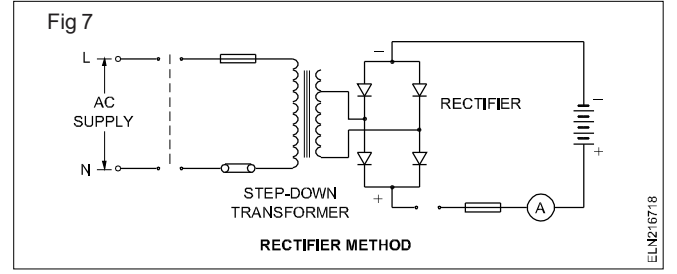 Fig 7
L
AC
SUPPLY
N
STEP-DOWN
TRANSFORMER
−
RECTIFIER
+
A
−
+
RECTIFIER METHOD
ELN216718